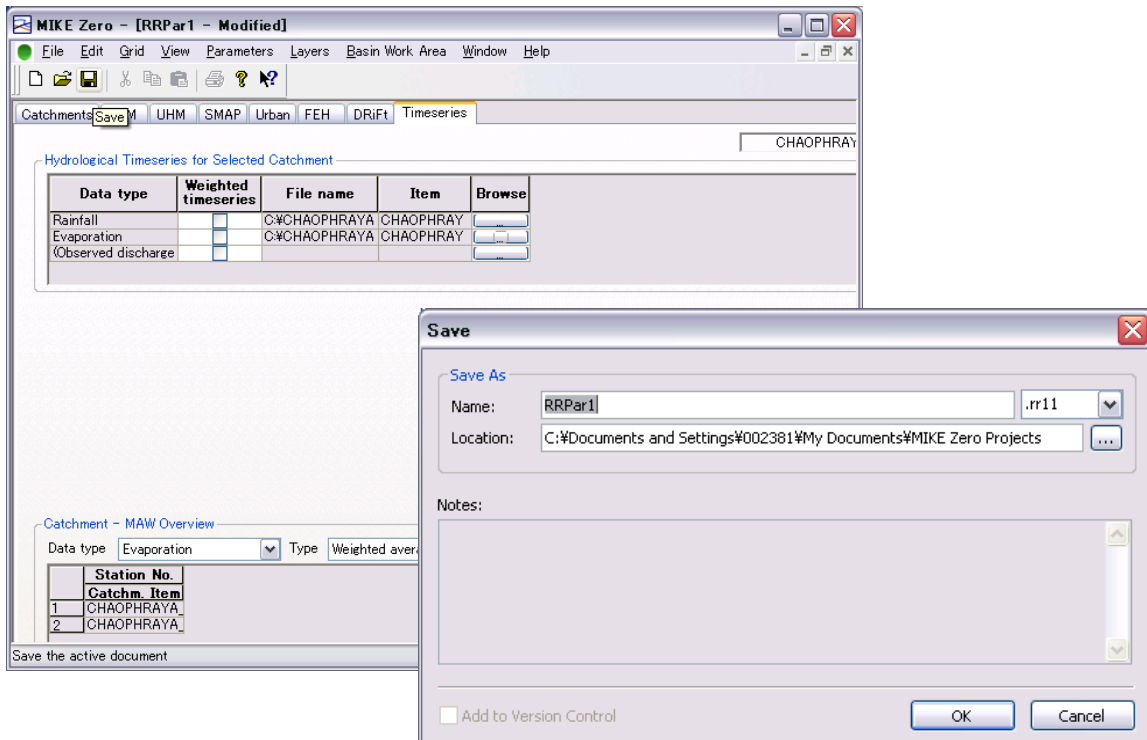 MIKE Zero - [RRPar1 - Modified]
File Edit Grid View Parameters Layers Basin Work Area Window Help
Catchments UHM SMAP Urban FEH DRiFt Timeseries
Save
CHAOPHRAY
Hydrological Timeseries for Selected Catchment
Data type Weighted timeseries File name Item Browse
Rainfall C:¥CHAOPHRAYA CHAOPHRAY ...
Evaporation C:¥CHAOPHRAYA CHAOPHRAY ...
(Observed discharge ...
Catchment - MAW Overview
Data type Evaporation Type Weighted avera
Station No.
Catchm. Item
1 CHAOPHRAYA_
2 CHAOPHRAYA_
Save the active document
Save
Save As
Name: RRPar1 .rr11
Location: C:¥Documents and Settings¥002381¥My Documents¥MIKE Zero Projects ...
Notes:
Add to Version Control OK Cancel